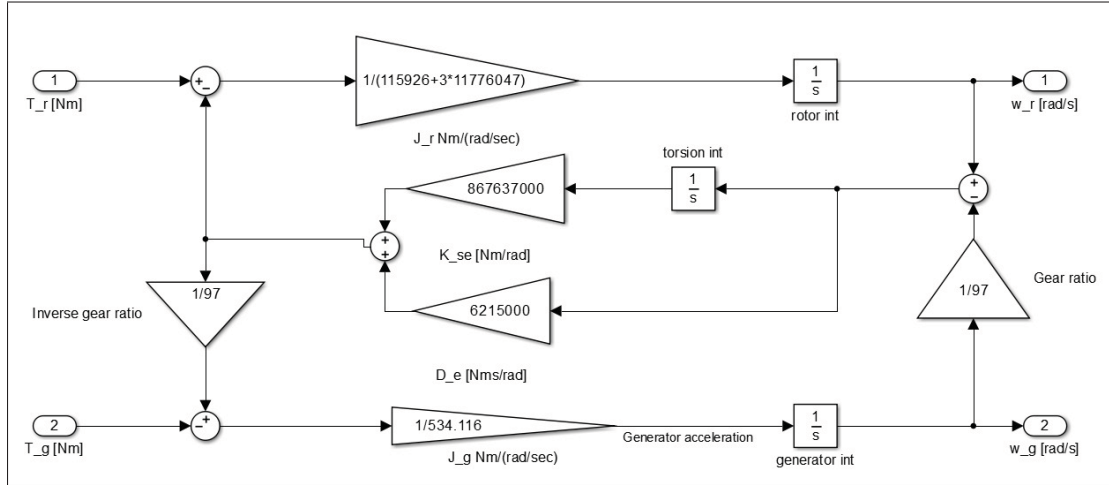 1
T_r [Nm]
1/(115926+3*11776047)
J_r Nm/(rad/sec)
1
s
rotor int
1
w_r [rad/s]
torsion int
1
s
867637000
K_se [Nm/rad]
6215000
D_e [Nms/rad]
1/97
Inverse gear ratio
1/97
Gear ratio
2
T_g [Nm]
1/534.116
J_g Nm/(rad/sec)
Generator acceleration
1
s
generator int
2
w_g [rad/s]